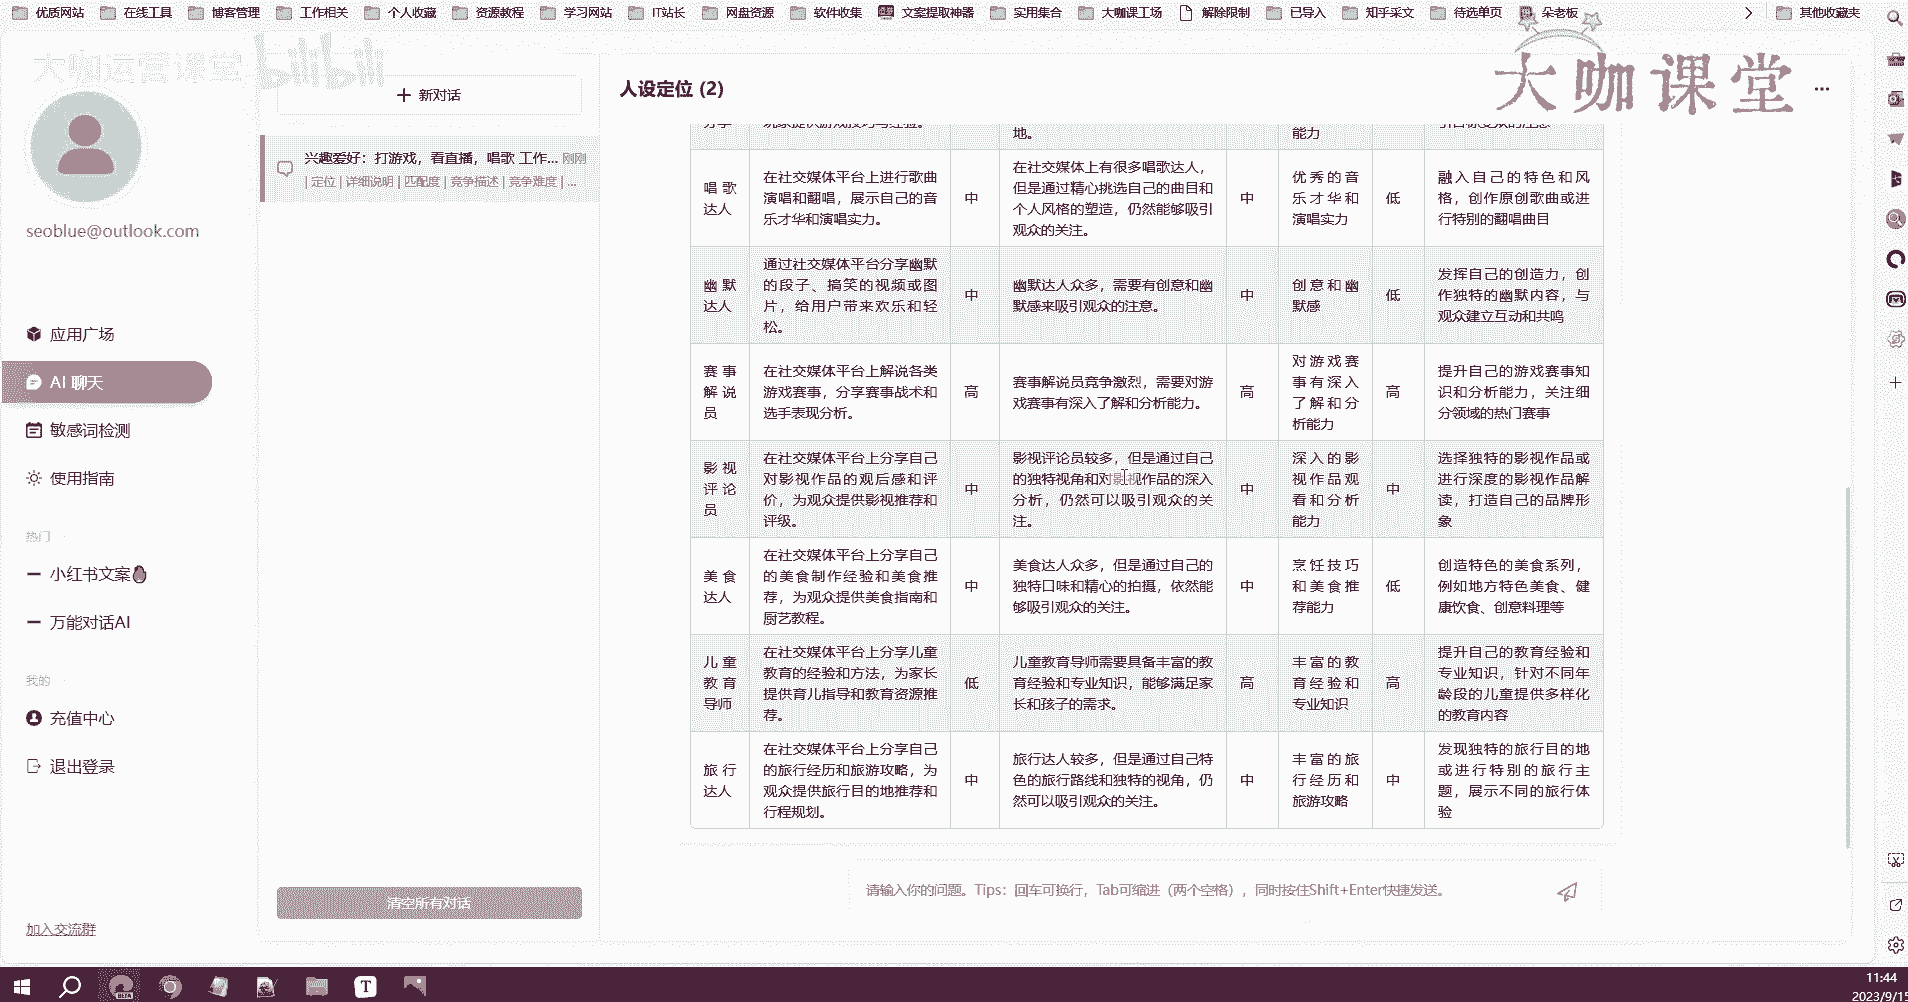 优质网站 在线工具 博客管理 工作相关 个人收藏 资源教程 学习网站 IT站长 网盘资源 软件收集 文案提取神器 实用集合 大咖课工场 解除限制 已导入 知乎采文 待选单页 朵老板 其他收藏夹
大咖运营课堂 bilibili
大咖课堂
seoblue@outlook.com
应用广场
AI 聊天
敏感词检测
使用指南
热门
小红书文案
万能对话AI
我的
充值中心
退出登录
加入交流群
+ 新对话
兴趣爱好：打游戏，看直播，唱歌 工作... 刚刚
| 定位 | 详细说明 | 匹配度 | 竞争描述 | 竞争难度 | ...
清空所有对话
人设定位 (2)
...
地。
能力
唱歌
达人
在社交媒体平台上进行歌曲
演唱和翻唱，展示自己的音
乐才华和演唱实力。
中
在社交媒体上有很多唱歌达人，
但是通过精心挑选自己的曲目和
个人风格的塑造，仍然能够吸引
观众的关注。
中
优秀的音
乐才华和
演唱实力
低
融入自己的特色和风
格，创作原创歌曲或进
行特别的翻唱曲目
幽默
达人
通过社交媒体平台分享幽默
的段子、搞笑的视频或图
片，给用户带来欢乐和轻
松。
中
幽默达人众多，需要有创意和幽
默感来吸引观众的注意。
中
创意和幽
默感
低
发挥自己的创造力，创
作独特的幽默内容，与
观众建立互动和共鸣
赛事
解说
员
在社交媒体平台上解说各类
游戏赛事，分享赛事战术和
选手表现分析。
高
赛事解说员竞争激烈，需要对游
戏赛事有深入了解和分析能力。
高
对游戏赛
事有深入
了解和分
析能力
高
提升自己的游戏赛事知
识和分析能力，关注细
分领域的热门赛事
影视
评论
员
在社交媒体平台上分享自己
对影视作品的观后感和评
价，为观众提供影视推荐和
评级。
中
影视评论员较多，但是通过自己
的独特视角和对影视作品的深入
分析，仍然可以吸引观众的关
注。
中
深入的影
视作品观
看和分析
能力
中
选择独特的影视作品或
进行深度的影视作品解
读，打造自己的品牌形
象
美食
达人
在社交媒体平台上分享自己
的美食制作经验和美食推
荐，为观众提供美食指南和
厨艺教程。
中
美食达人众多，但是通过自己的
独特口味和精心的拍摄，依然能
够吸引观众的关注。
中
烹饪技巧
和美食推
荐能力
低
创造特色的美食系列，
例如地方特色美食、健
康饮食、创意料理等
儿童
教育
导师
在社交媒体平台上分享儿童
教育的经验和方法，为家长
提供育儿指导和教育资源推
荐。
低
儿童教育导师需要具备丰富的教
育经验和专业知识，能够满足家
长和孩子的需求。
高
丰富的教
育经验和
专业知识
高
提升自己的教育经验和
专业知识，针对不同年
龄段的儿童提供多样化
的教育内容
旅行
达人
在社交媒体平台上分享自己
的旅行经历和旅游攻略，为
观众提供旅行目的地推荐和
行程规划。
中
旅行达人较多，但是通过自己特
色的旅行路线和独特的视角，仍
然可以吸引观众的关注。
中
丰富的旅
行经历和
旅游攻略
中
发现独特的旅行目的地
或进行特别的旅行主
题，展示不同的旅行体
验
请输入你的问题。Tips：回车可换行，Tab可缩进（两个空格），同时按住Shift+Enter快捷发送。
BETA
T
11:44
2023/9/15